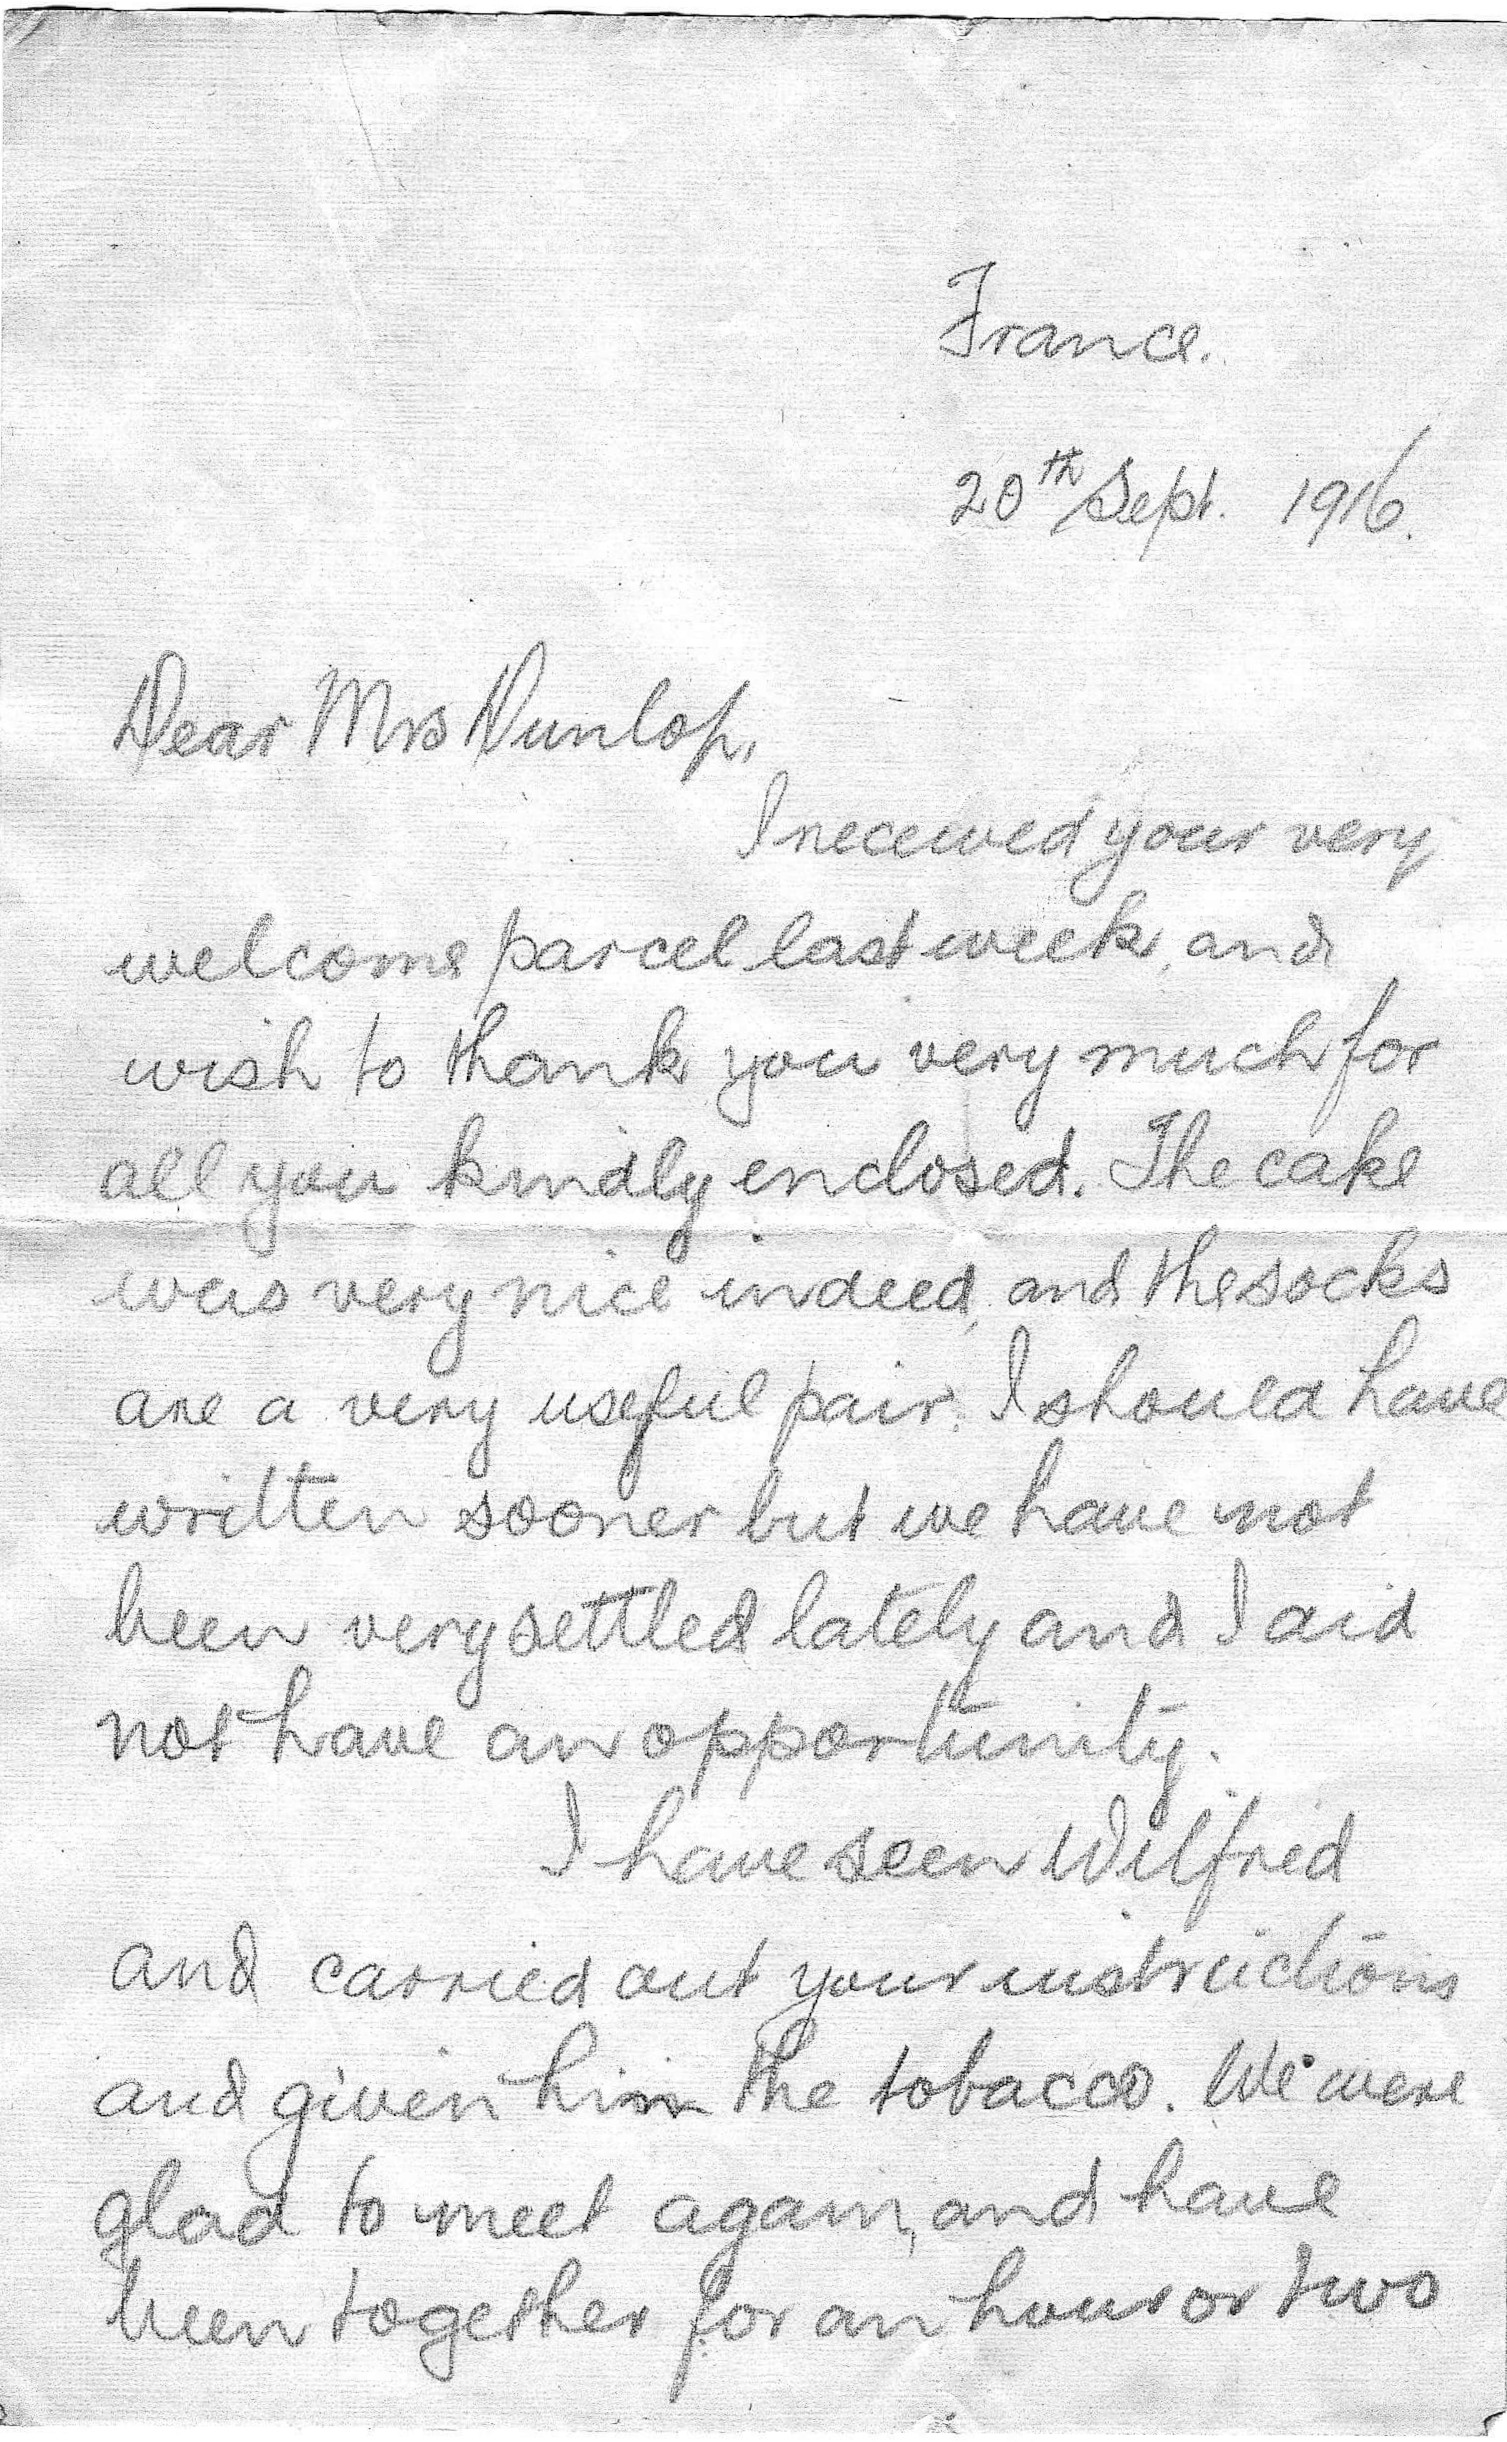 France.
20th Sept. 1916.
Dear Mrs Dunlop,
I received your very
welcome parcel last week, and
wish to thank you very much for
all you kindly enclosed. The cake
was very nice indeed, and the socks
are a very useful pair. I should have
written sooner but we have not
been very settled lately and I did
not have an opportunity.
I have seen Wilfred
and carried out your instructions
and given him the tobacco. We were
glad to meet again, and have
been together for an hour or two